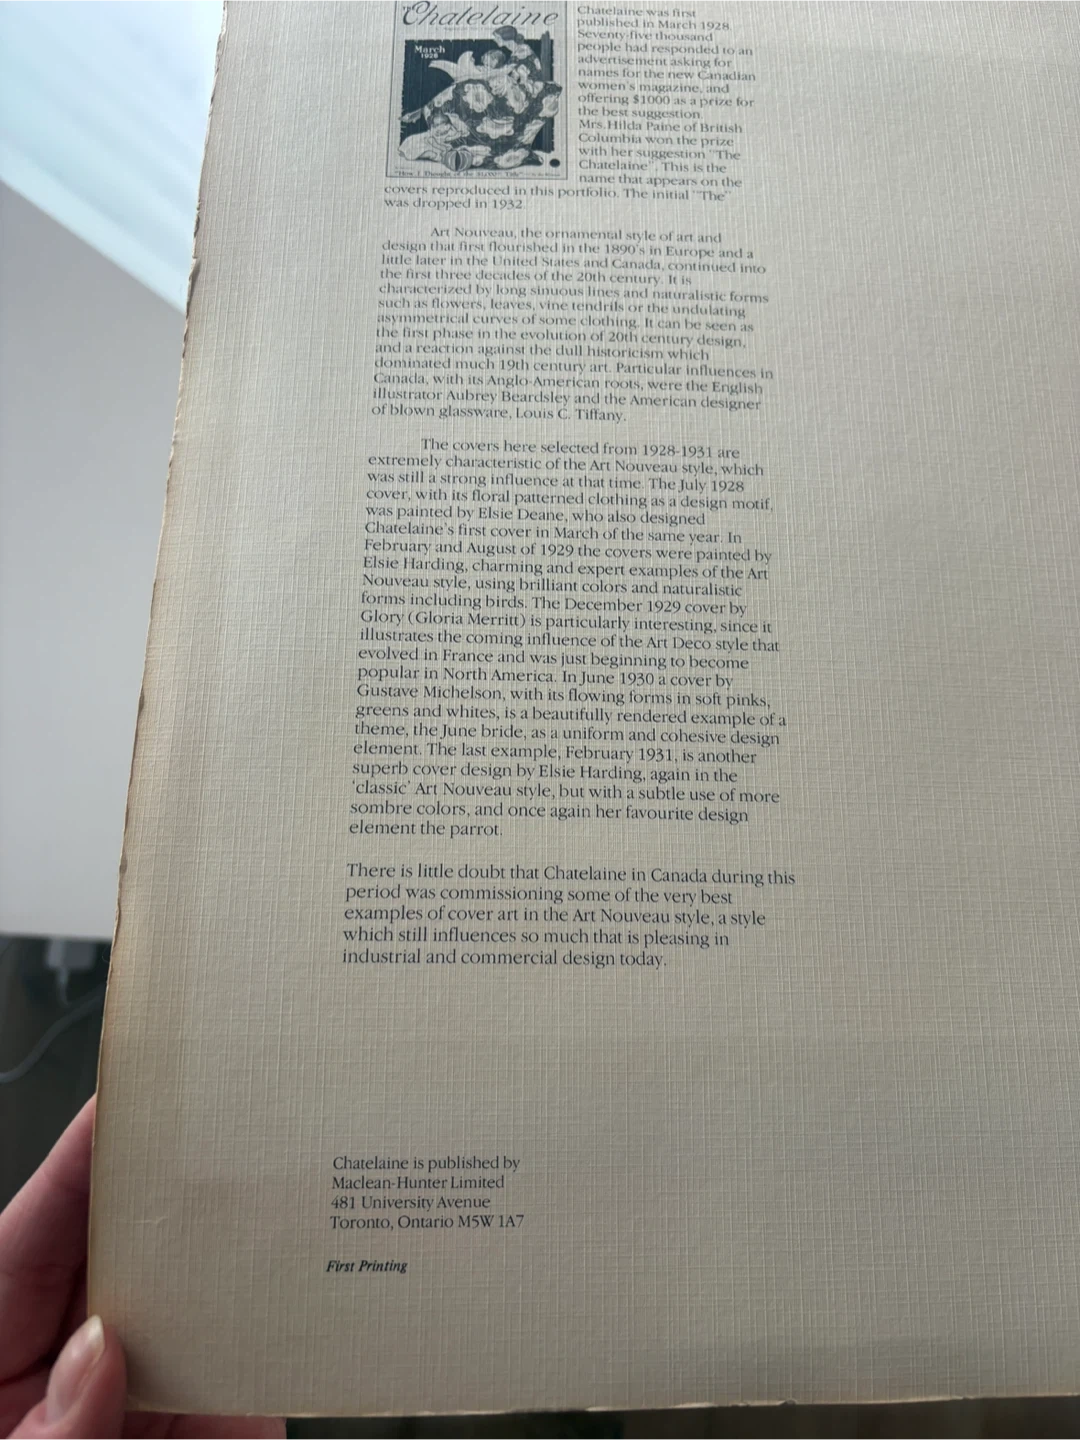 The
Chatelaine
March
1928
Chatelaine was first
published in March 1928.
Seventy-five thousand
people had responded to an
advertisement asking for
names for the new Canadian
women's magazine, and
offering $1000 as a prize for
the best suggestion.
Mrs. Hilda Paine of British
Columbia won the prize
with her suggestion "The
Chatelaine". This is the
name that appears on the
covers reproduced in this portfolio. The initial "The"
was dropped in 1932.
Art Nouveau, the ornamental style of art and
design that first flourished in the 1890's in Europe and a
little later in the United States and Canada, continued into
the first three decades of the 20th century. It is
characterized by long sinuous lines and naturalistic forms
such as flowers, leaves, vine tendrils or the undulating
asymmetrical curves of some clothing. It can be seen as
the first phase in the evolution of 20th century design,
and a reaction against the dull historicism which
dominated much 19th century art. Particular influences in
Canada, with its Anglo-American roots, were the English
illustrator Aubrey Beardsley and the American designer
of blown glassware, Louis C. Tiffany.
The covers here selected from 1928-1931 are
extremely characteristic of the Art Nouveau style, which
was still a strong influence at that time. The July 1928
cover, with its floral patterned clothing as a design motif,
was painted by Elsie Deane, who also designed
Chatelaine's first cover in March of the same year. In
February and August of 1929 the covers were painted by
Elsie Harding, charming and expert examples of the Art
Nouveau style, using brilliant colors and naturalistic
forms including birds. The December 1929 cover by
Glory (Gloria Merritt) is particularly interesting, since it
illustrates the coming influence of the Art Deco style that
evolved in France and was just beginning to become
popular in North America. In June 1930 a cover by
Gustave Michelson, with its flowing forms in soft pinks,
greens and whites, is a beautifully rendered example of a
theme, the June bride, as a uniform and cohesive design
element. The last example, February 1931, is another
superb cover design by Elsie Harding, again in the
'classic' Art Nouveau style, but with a subtle use of more
sombre colors, and once again her favourite design
element the parrot.
There is little doubt that Chatelaine in Canada during this
period was commissioning some of the very best
examples of cover art in the Art Nouveau style, a style
which still influences so much that is pleasing in
industrial and commercial design today.
Chatelaine is published by
Maclean-Hunter Limited
481 University Avenue
Toronto, Ontario M5W 1A7
First Printing